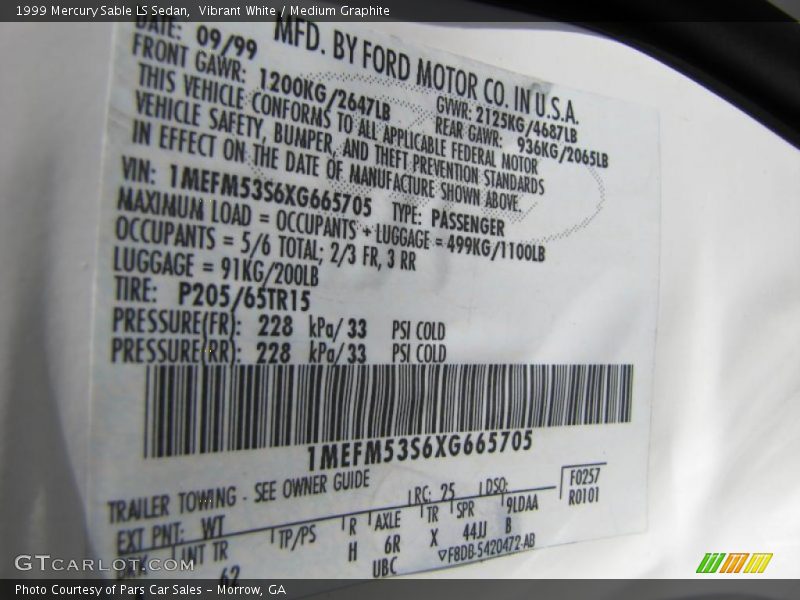 1999 Mercury Sable LS Sedan, Vibrant White / Medium Graphite
DATE: 09/99 MFD. BY FORD MOTOR CO. IN U.S.A.
FRONT GAWR: 1200KG/2647LB GVWR: 2125KG/4687LB
REAR GAWR: 936KG/2065LB
THIS VEHICLE CONFORMS TO ALL APPLICABLE FEDERAL MOTOR
VEHICLE SAFETY, BUMPER, AND THEFT PREVENTION STANDARDS
IN EFFECT ON THE DATE OF MANUFACTURE SHOWN ABOVE.
VIN: 1MEFM53S6XG665705 TYPE: PASSENGER
MAXIMUM LOAD = OCCUPANTS + LUGGAGE = 499KG/1100LB
OCCUPANTS = 5/6 TOTAL; 2/3 FR, 3 RR
LUGGAGE = 91KG/200LB
TIRE: P205/65TR15
PRESSURE(FR): 228 kPa/33 PSI COLD
PRESSURE(RR): 228 kPa/33 PSI COLD
1MEFM53S6XG665705
TRAILER TOWING - SEE OWNER GUIDE
EXT PNT: WT RC: 25 DSO: F0257
R0101
BRK INT TR TP/PS R AXLE TR SPR 9LDAA
62 H 6R X 44JJ B
UBC F8DB-5420472-AB
GTCARLOT.COM
Photo Courtesy of Pars Car Sales - Morrow, GA